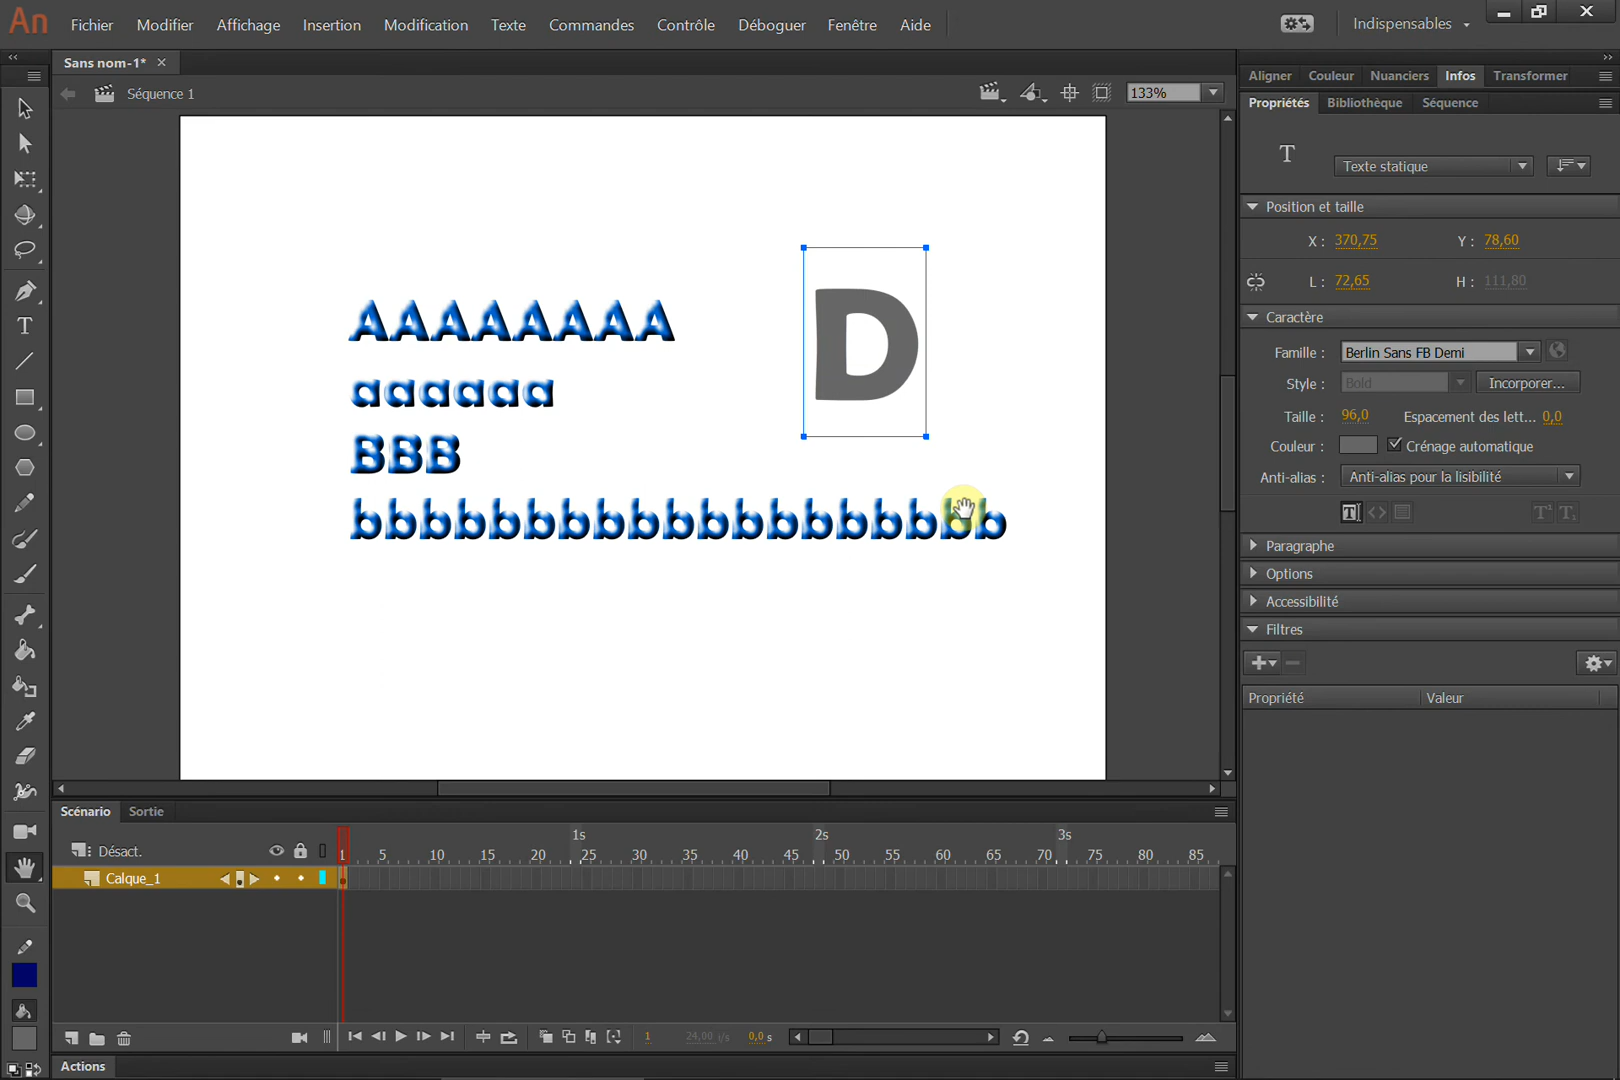 An Fichier Modifier Affichage Insertion Modification Texte Commandes Contrôle Déboguer Fenêtre Aide Indispensables
Sans nom-1*
Aligner Couleur Nuanciers Infos Transformer
Séquence 1 133%
Propriétés Bibliothèque Séquence
T Texte statique
Position et taille
X : 370,75 Y : 78,60
L : 72,65 H : 111,80
Caractère
Famille : Berlin Sans FB Demi
Style : Bold Incorporer...
Taille : 96,0 Espacement des lett... 0,0
Couleur : Crénage automatique
Anti-alias : Anti-alias pour la lisibilité
Paragraphe
Options
Accessibilité
Filtres
Propriété Valeur
D
AAAAAAAA
aaaaaa
BBB
bbbbbbbbbbbbbbbbbbb
Scénario Sortie
1s 2s 3s
Désact. 1 5 10 15 20 25 30 35 40 45 50 55 60 65 70 75 80 85
Calque_1
1 24,00 i/s 0,0 s
Actions